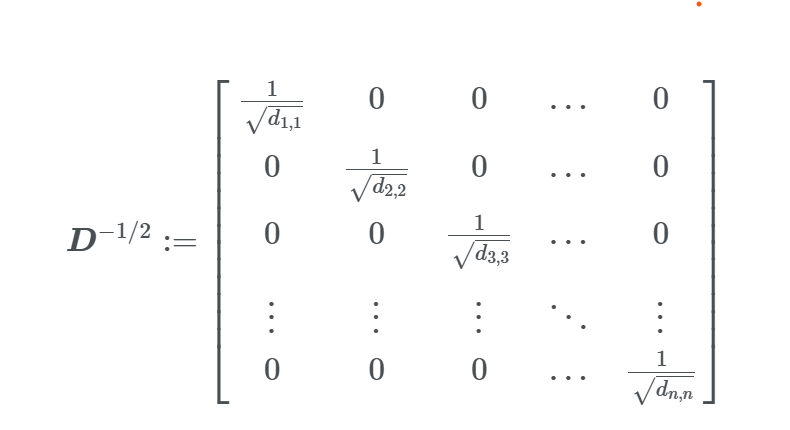 $$\boldsymbol{D}^{-1/2} := \begin{bmatrix} \frac{1}{\sqrt{d_{1,1}}} & 0 & 0 & \dots & 0 \\ 0 & \frac{1}{\sqrt{d_{2,2}}} & 0 & \dots & 0 \\ 0 & 0 & \frac{1}{\sqrt{d_{3,3}}} & \dots & 0 \\ \vdots & \vdots & \vdots & \ddots & \vdots \\ 0 & 0 & 0 & \dots & \frac{1}{\sqrt{d_{n,n}}} \end{bmatrix}$$